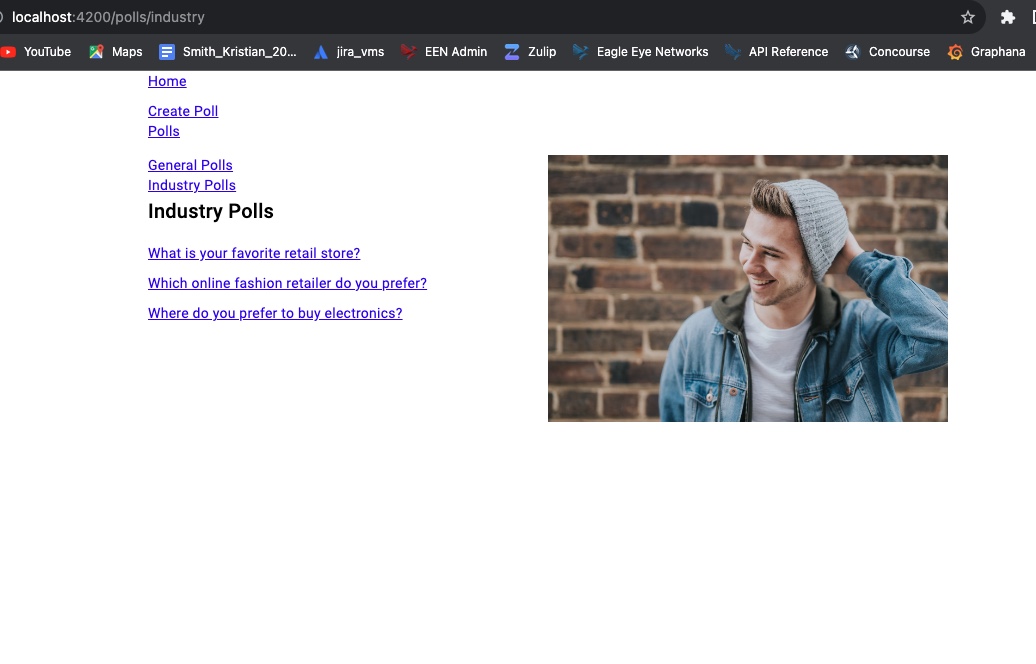 localhost:4200/polls/industry
YouTube Maps Smith_Kristian_20... jira_vms EEN Admin Zulip Eagle Eye Networks API Reference Concourse Graphana
Home
Create Poll
Polls
General Polls
Industry Polls
Industry Polls
What is your favorite retail store?
Which online fashion retailer do you prefer?
Where do you prefer to buy electronics?